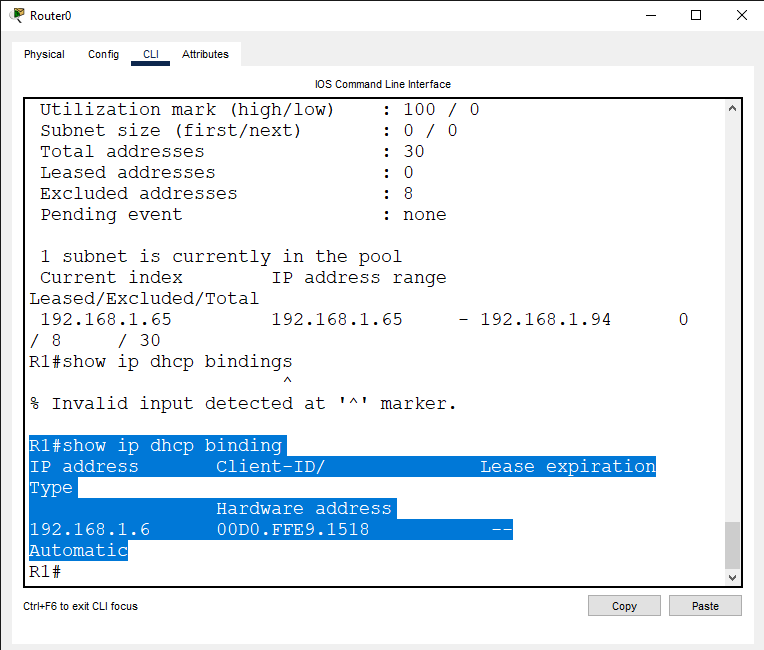 Router0
Physical Config CLI Attributes
IOS Command Line Interface
Utilization mark (high/low) : 100 / 0
Subnet size (first/next) : 0 / 0
Total addresses : 30
Leased addresses : 0
Excluded addresses : 8
Pending event : none
1 subnet is currently in the pool
Current index IP address range
Leased/Excluded/Total
192.168.1.65 192.168.1.65 - 192.168.1.94 0
/ 8 / 30
R1#show ip dhcp bindings
^
% Invalid input detected at '^' marker.
R1#show ip dhcp binding
IP address Client-ID/ Lease expiration
Type
Hardware address
192.168.1.6 00D0.FFE9.1518 --
Automatic
R1#
Ctrl+F6 to exit CLI focus
Copy Paste